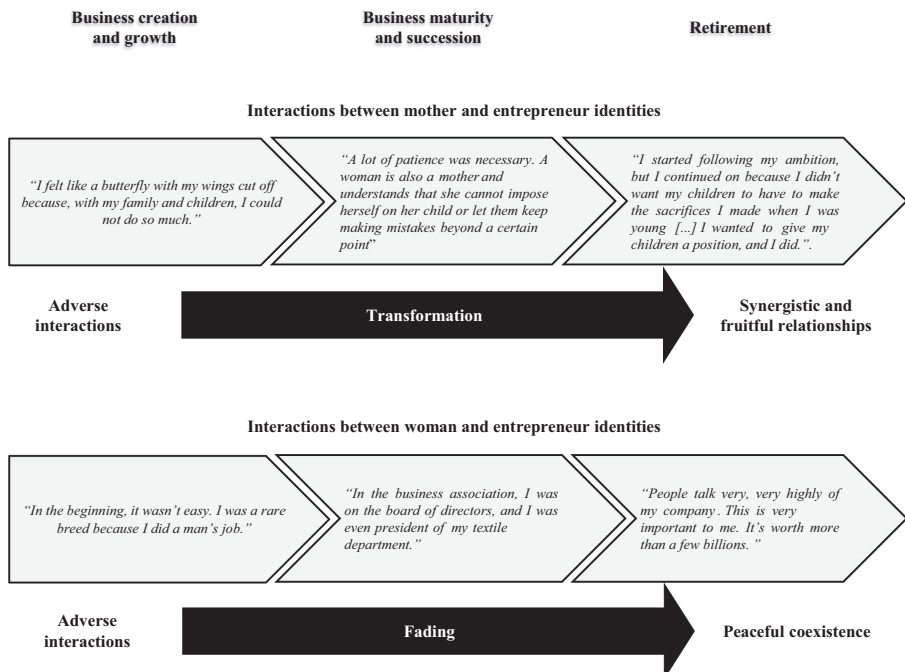 Business creation
and growth
Business maturity
and succession
Retirement
Interactions between mother and entrepreneur identities
“I felt like a butterfly with my wings cut off
because, with my family and children, I could
not do so much.”
“A lot of patience was necessary. A
woman is also a mother and
understands that she cannot impose
herself on her child or let them keep
making mistakes beyond a certain
point”
“I started following my ambition,
but I continued on because I didn’t
want my children to have to make
the sacrifices I made when I was
young [...] I wanted to give my
children a position, and I did.”.
Adverse
interactions
Transformation
Synergistic and
fruitful relationships
Interactions between woman and entrepreneur identities
“In the beginning, it wasn’t easy. I was a rare
breed because I did a man’s job.”
“In the business association, I was
on the board of directors, and I was
even president of my textile
department.”
“People talk very, very highly of
my company. This is very
important to me. It’s worth more
than a few billions. ”
Adverse
interactions
Fading
Peaceful coexistence